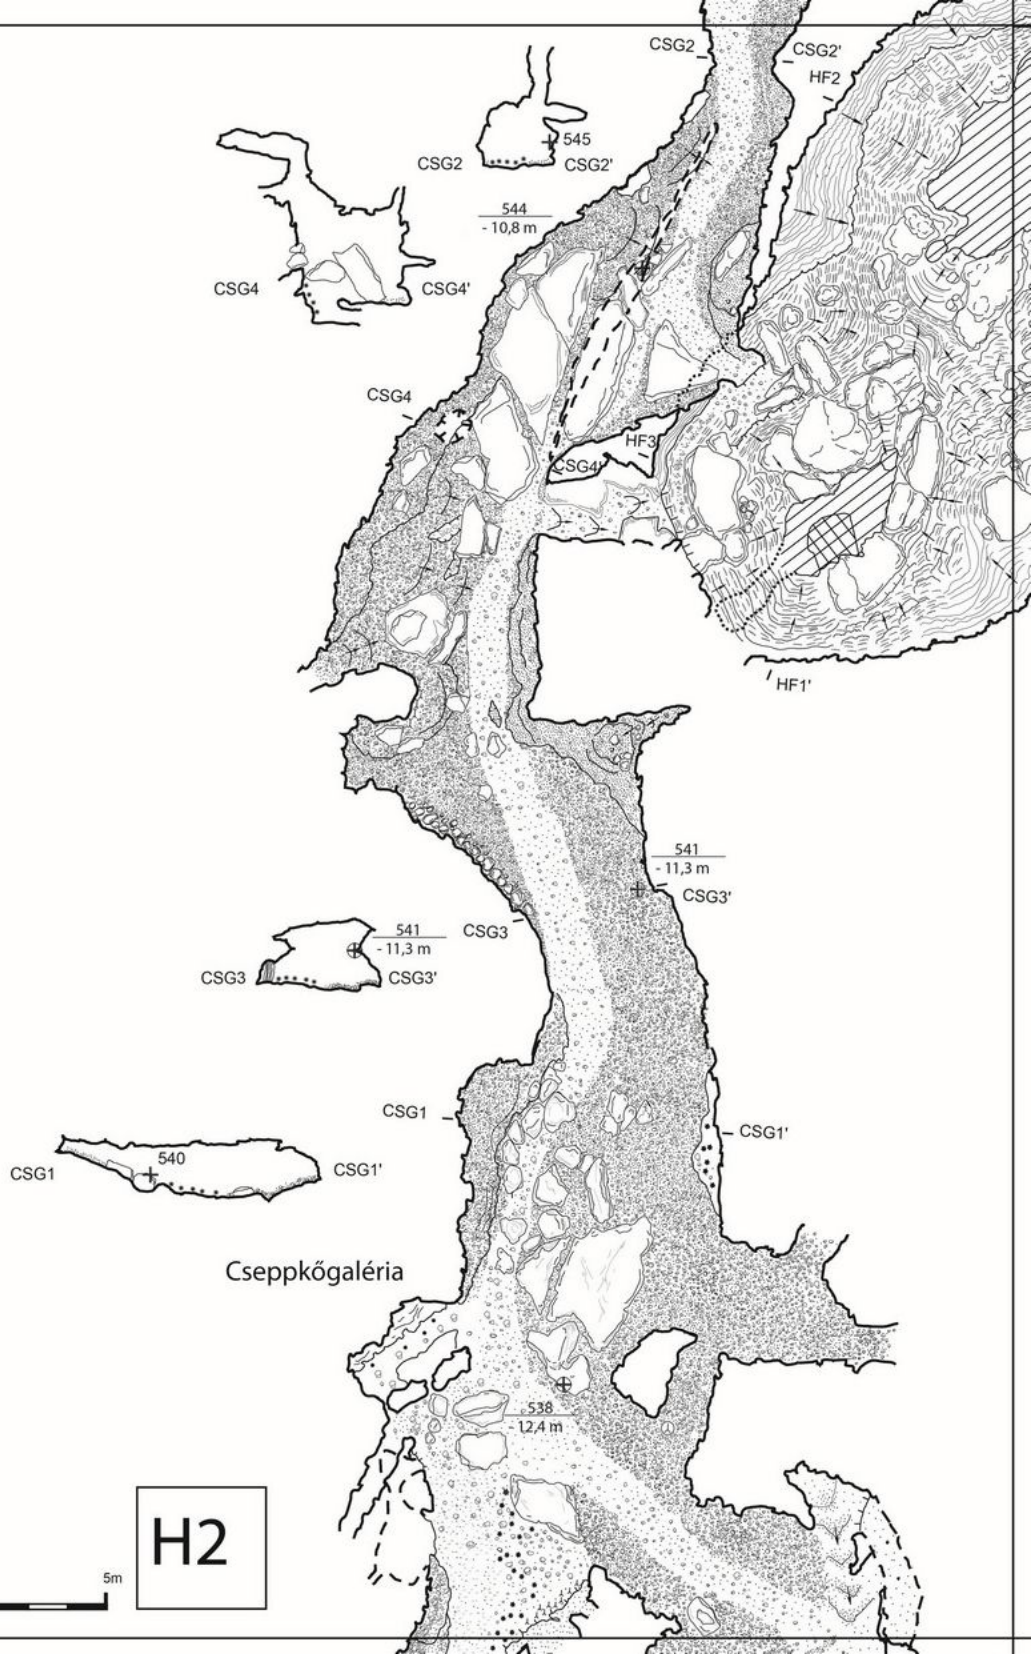 CSG2
CSG2'
HF2
545
CSG2
CSG2'
544
- 10,8 m
CSG4
CSG4'
CSG4
HF3
CSG4'
HF1'
541
- 11,3 m
CSG3'
CSG3
541
- 11,3 m
CSG3
CSG3'
CSG1
CSG1'
540
CSG1
CSG1'
Cseppkőgaléria
538
- 12,4 m
H2
5m